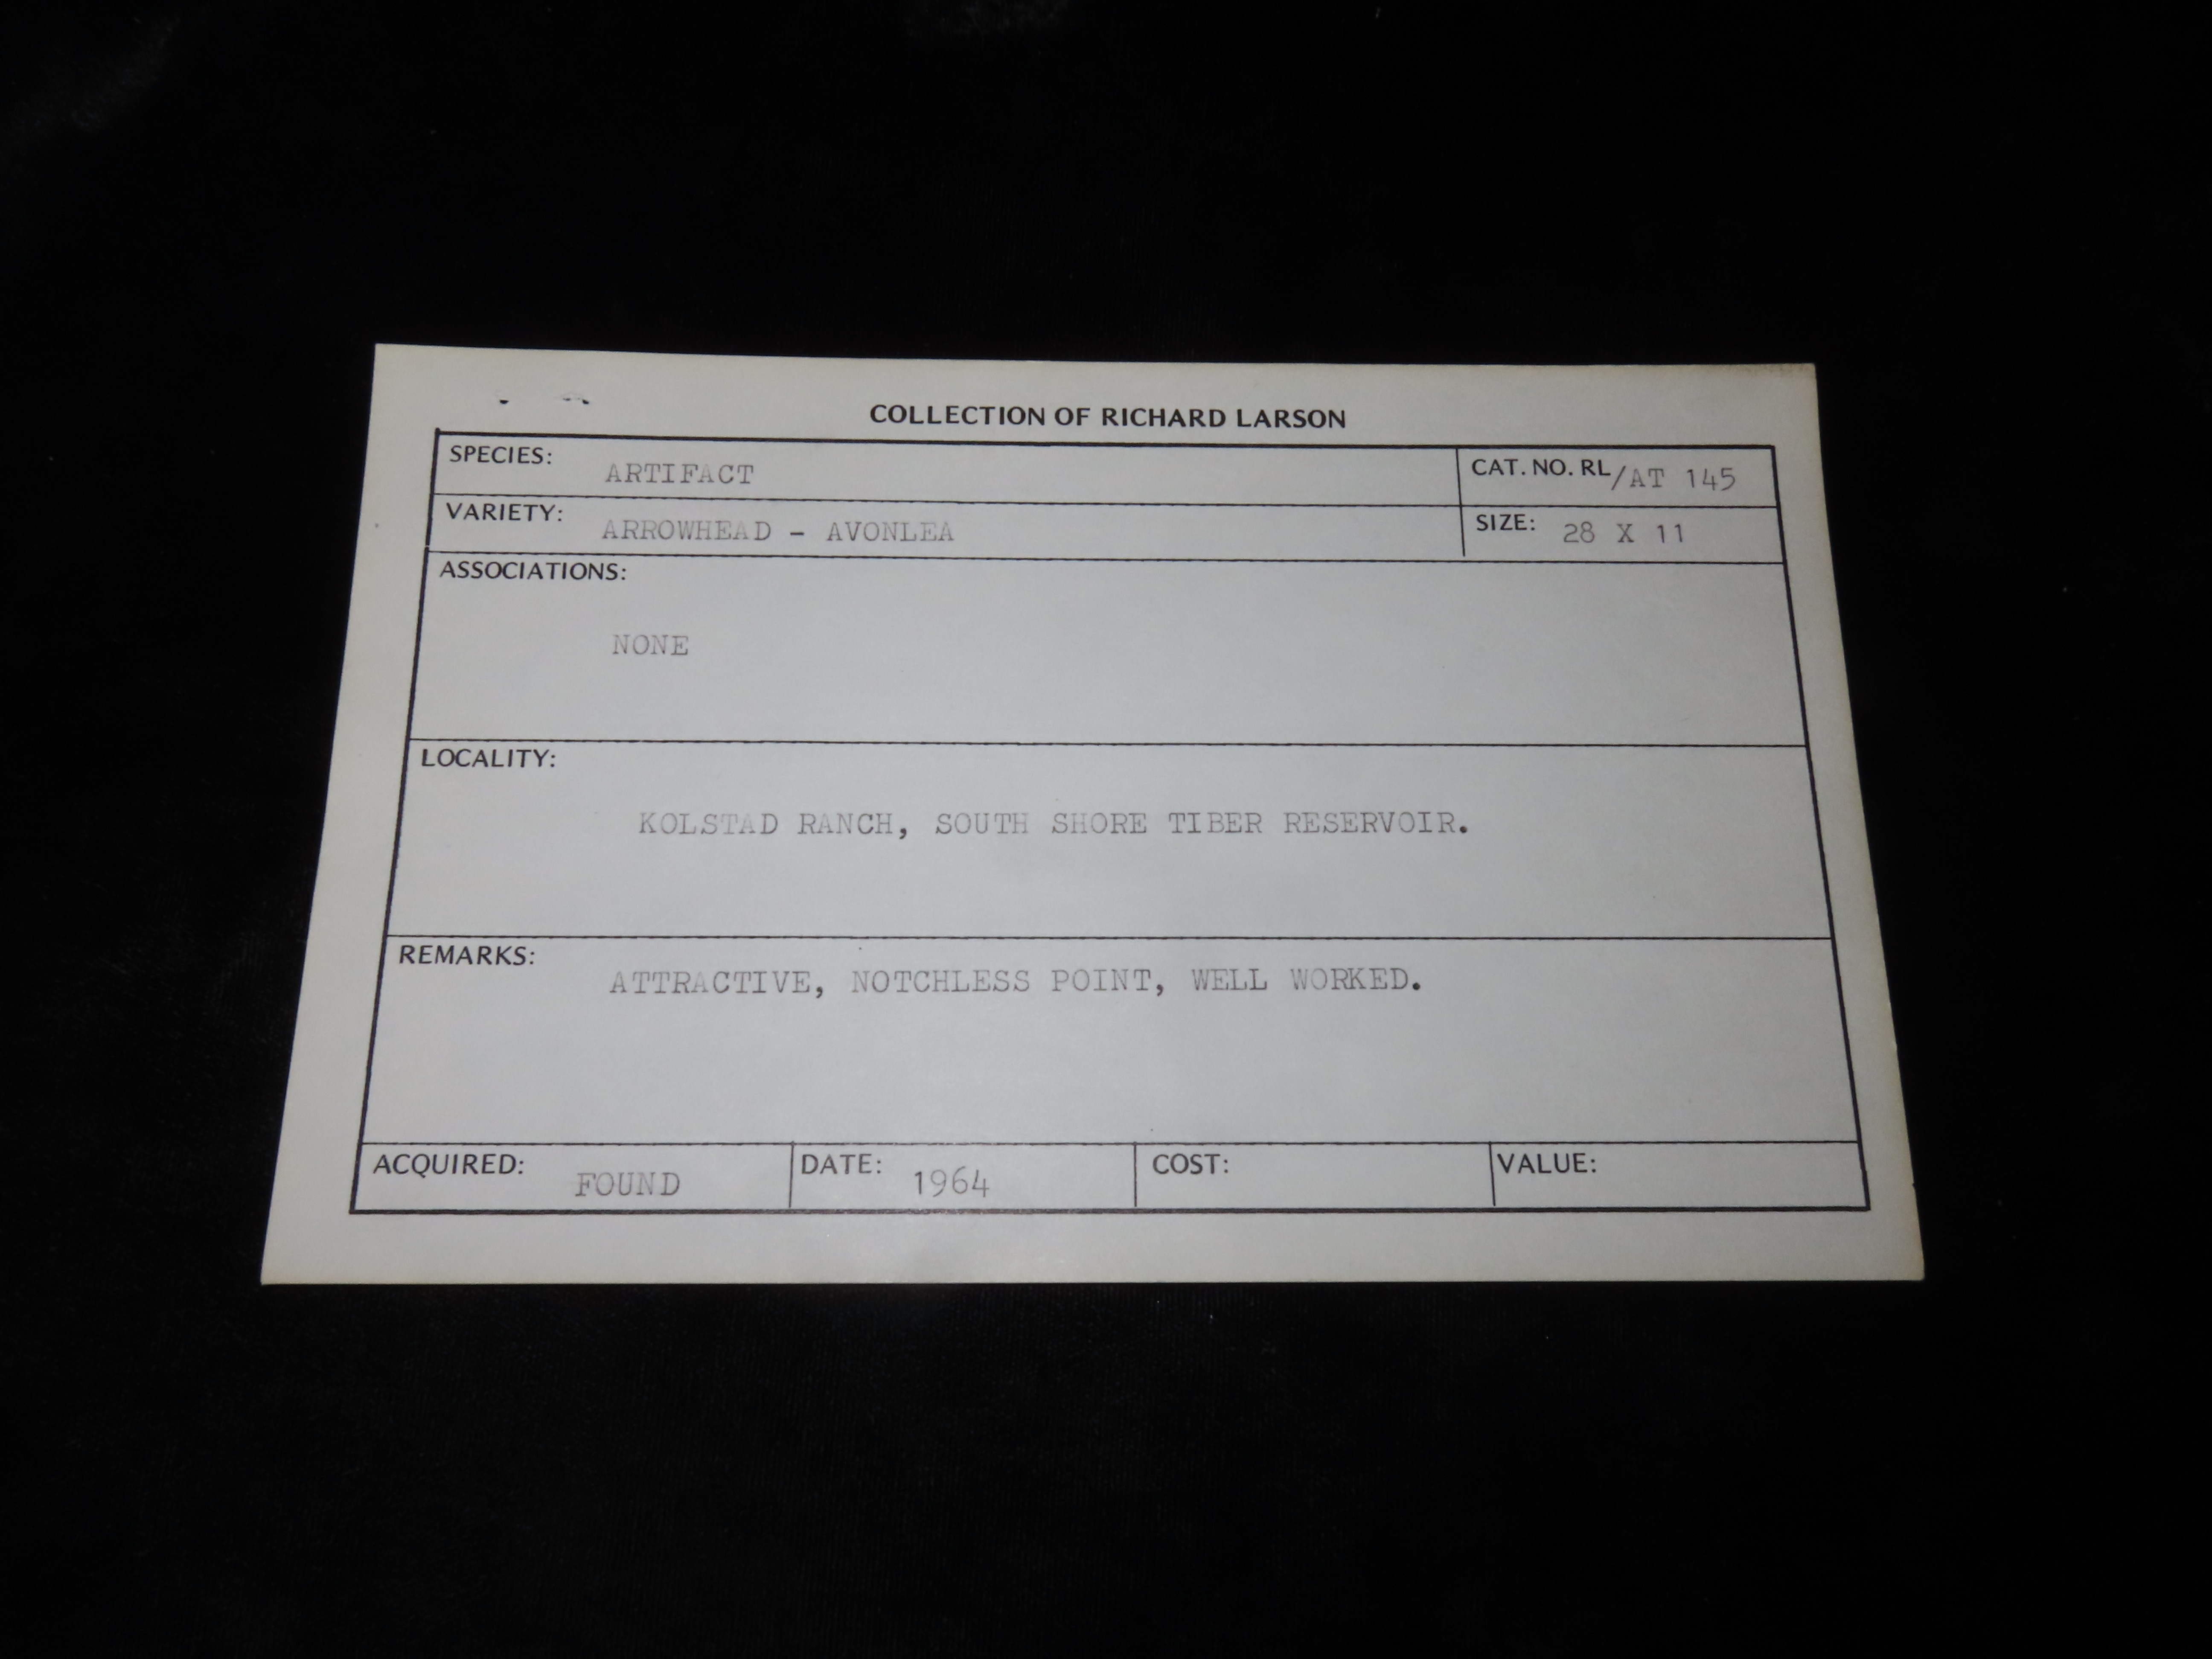 COLLECTION OF RICHARD LARSON
SPECIES: ARTIFACT
CAT. NO. RL/AT 145
VARIETY: ARROWHEAD - AVONLEA
SIZE: 28 X 11
ASSOCIATIONS:
NONE
LOCALITY:
KOLSTAD RANCH, SOUTH SHORE TIBER RESERVOIR.
REMARKS:
ATTRACTIVE, NOTCHLESS POINT, WELL WORKED.
ACQUIRED: FOUND
DATE: 1964
COST:
VALUE: